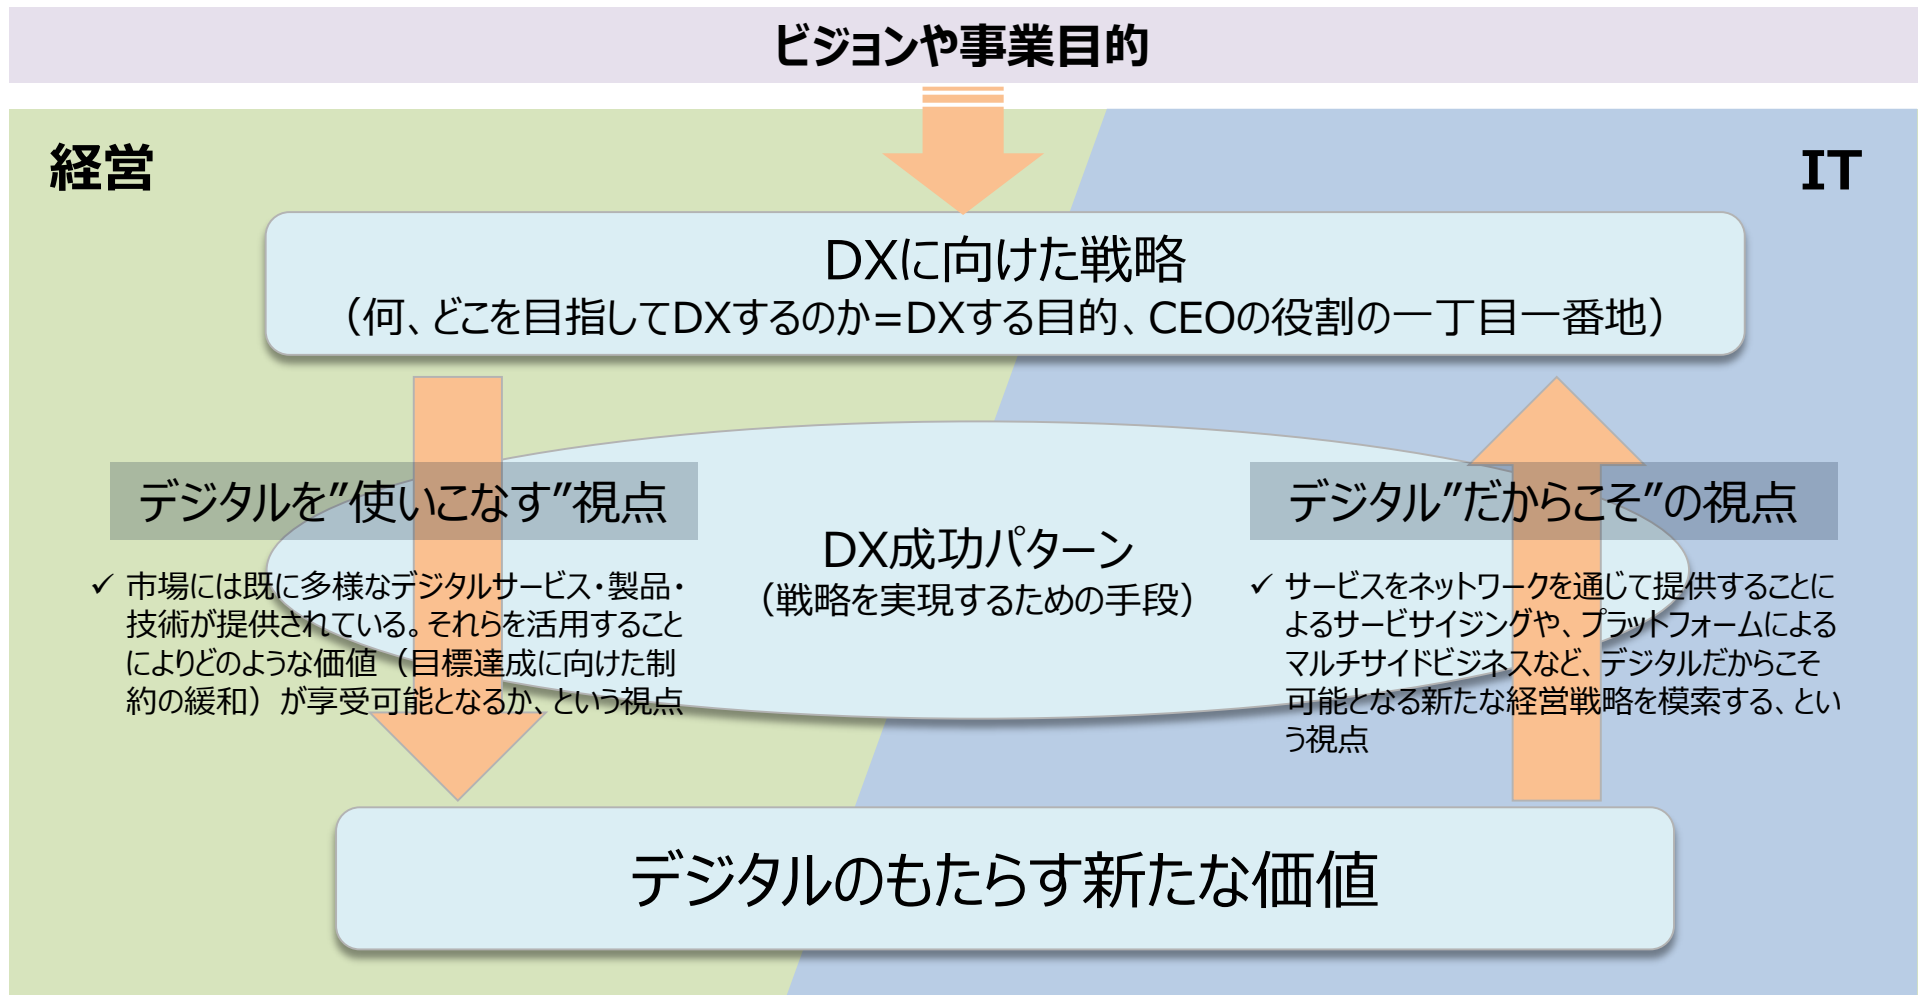 ビジョンや事業目的
経営
IT
DXに向けた戦略
（何、どこを目指してDXするのか=DXする目的、CEOの役割の一丁目一番地）
デジタルを”使いこなす”視点
✓ 市場には既に多様なデジタルサービス・製品・
技術が提供されている。それらを活用すること
によりどのような価値（目標達成に向けた制
約の緩和）が享受可能となるか、という視点
DX成功パターン
（戦略を実現するための手段）
デジタル”だからこそ”の視点
✓ サービスをネットワークを通じて提供することに
よるサービサイジングや、プラットフォームによる
マルチサイドビジネスなど、デジタルだからこそ
可能となる新たな経営戦略を模索する、とい
う視点
デジタルのもたらす新たな価値